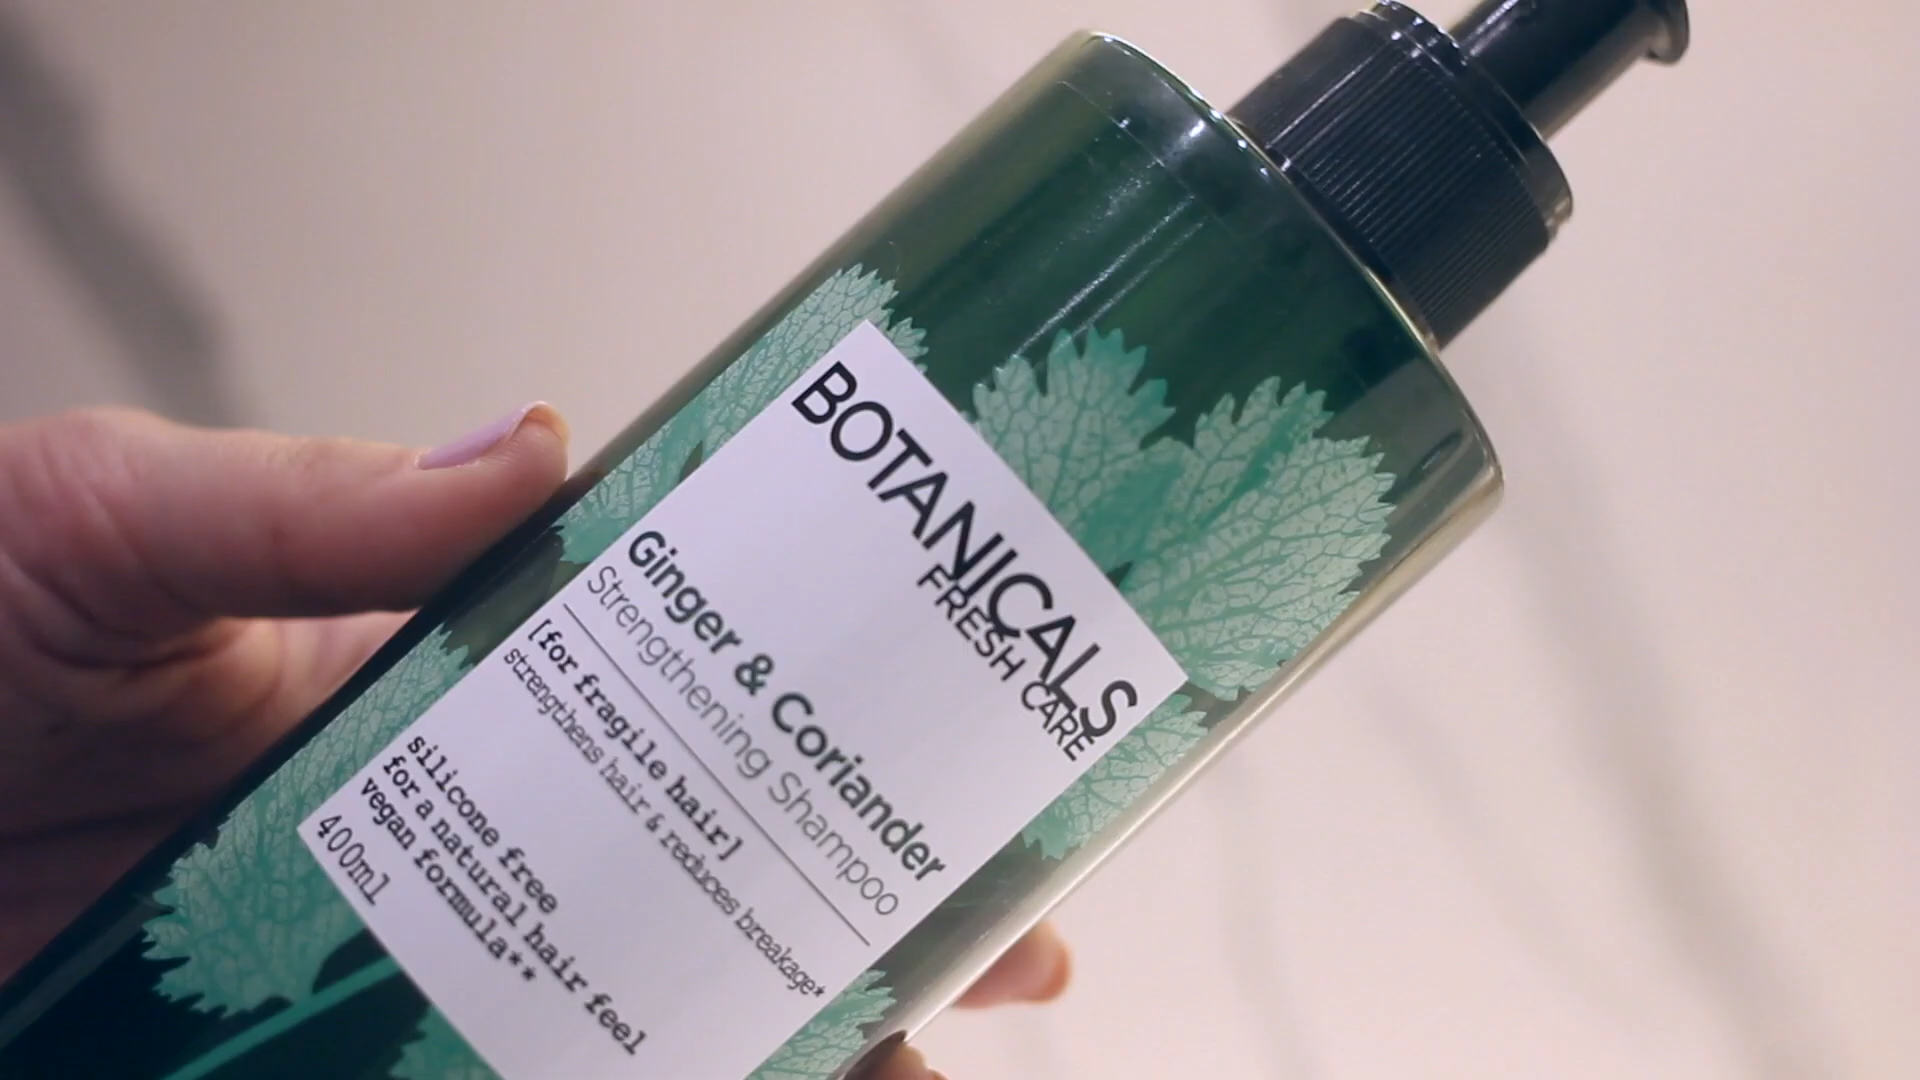 BOTANICALS
FRESH CARE
Ginger & Coriander
Strengthening Shampoo
[for fragile hair]
strengthens hair & reduces breakage*
silicone free
for a natural hair feel
vegan formula**
400ml